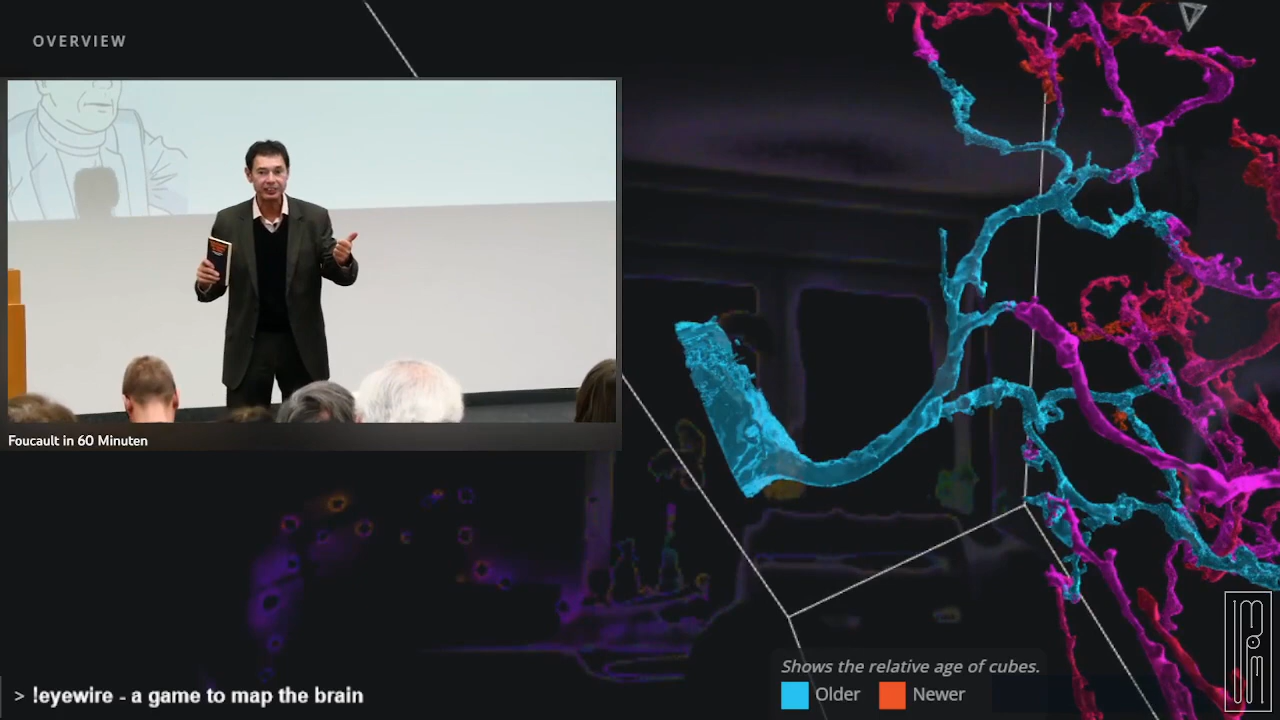 OVERVIEW
Foucault in 60 Minuten
> !eyewire - a game to map the brain
Shows the relative age of cubes.
Older
Newer